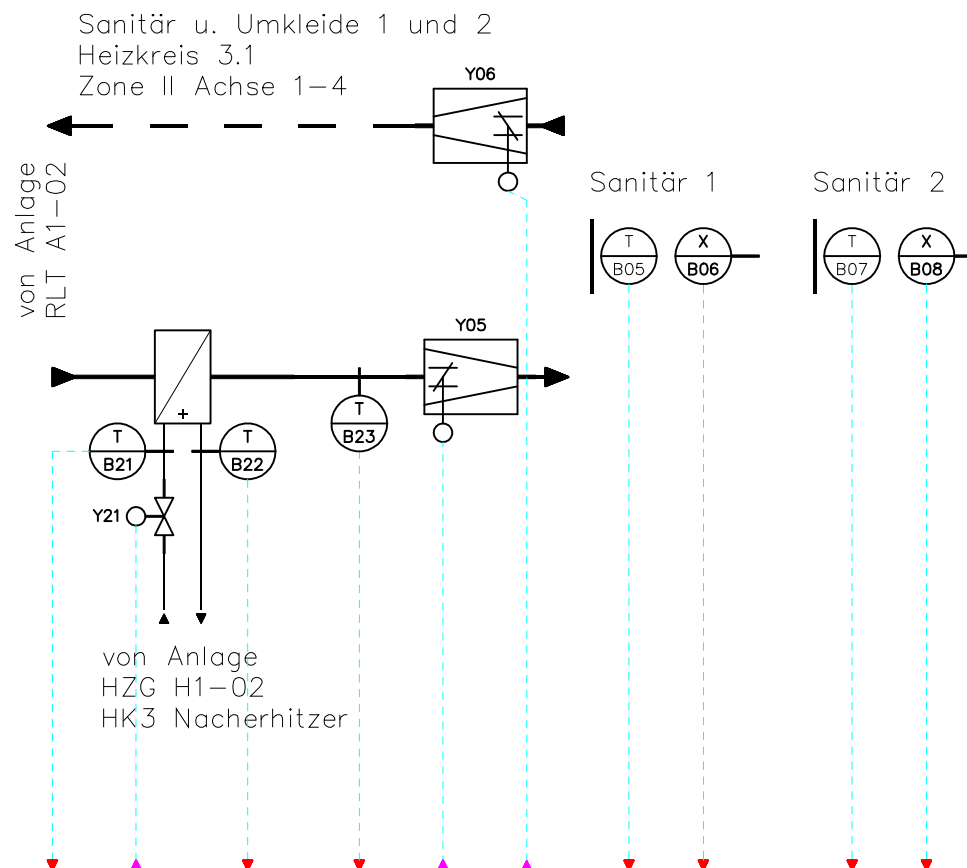 Sanitär u. Umkleide 1 und 2
Heizkreis 3.1
Zone II Achse 1-4
Y06
von Anlage
RLT A1-02
Sanitär 1
Sanitär 2
T
B05
X
B06
T
B07
X
B08
Y05
+
T
B21
T
B22
T
B23
Y21
von Anlage
HZG H1-02
HK3 Nacherhitzer